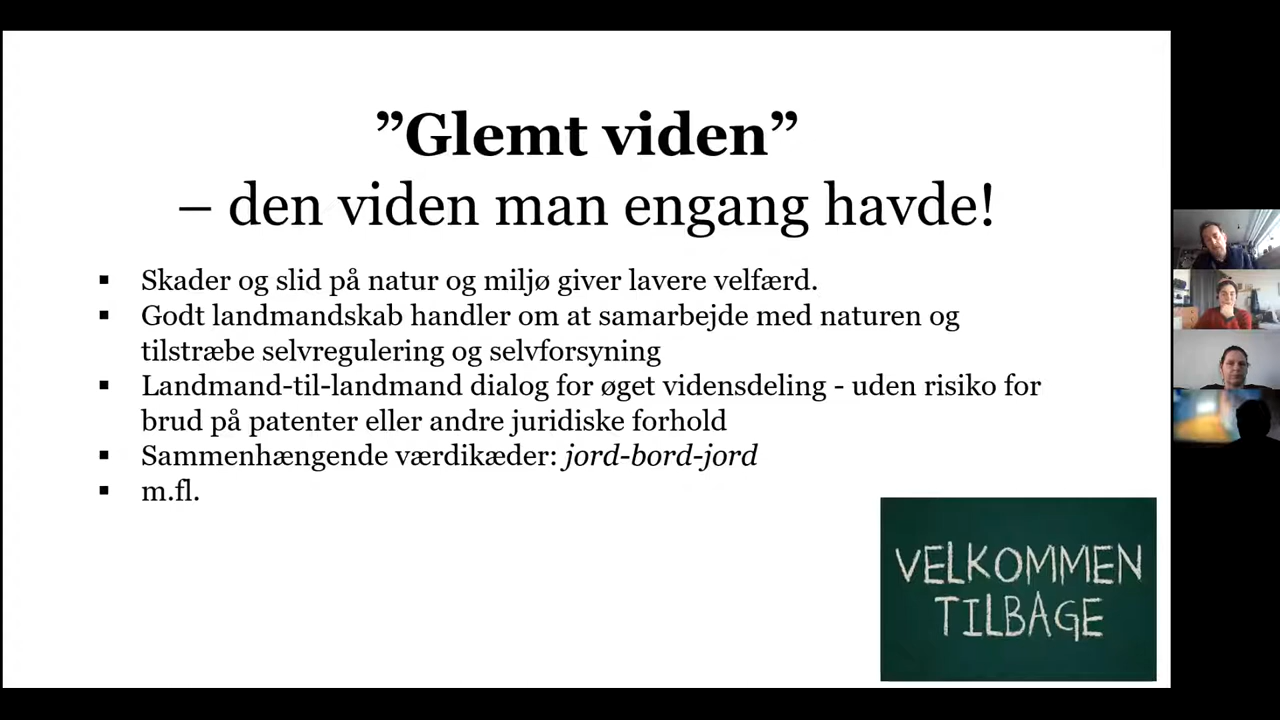 ”Glemt viden”
– den viden man engang havde!
▪ Skader og slid på natur og miljø giver lavere velfærd.
▪ Godt landmandskab handler om at samarbejde med naturen og
tilstræbe selvregulering og selvforsyning
▪ Landmand-til-landmand dialog for øget vidensdeling - uden risiko for
brud på patenter eller andre juridiske forhold
▪ Sammenhængende værdikæder: jord-bord-jord
▪ m.fl.
VELKOMMEN
TILBAGE